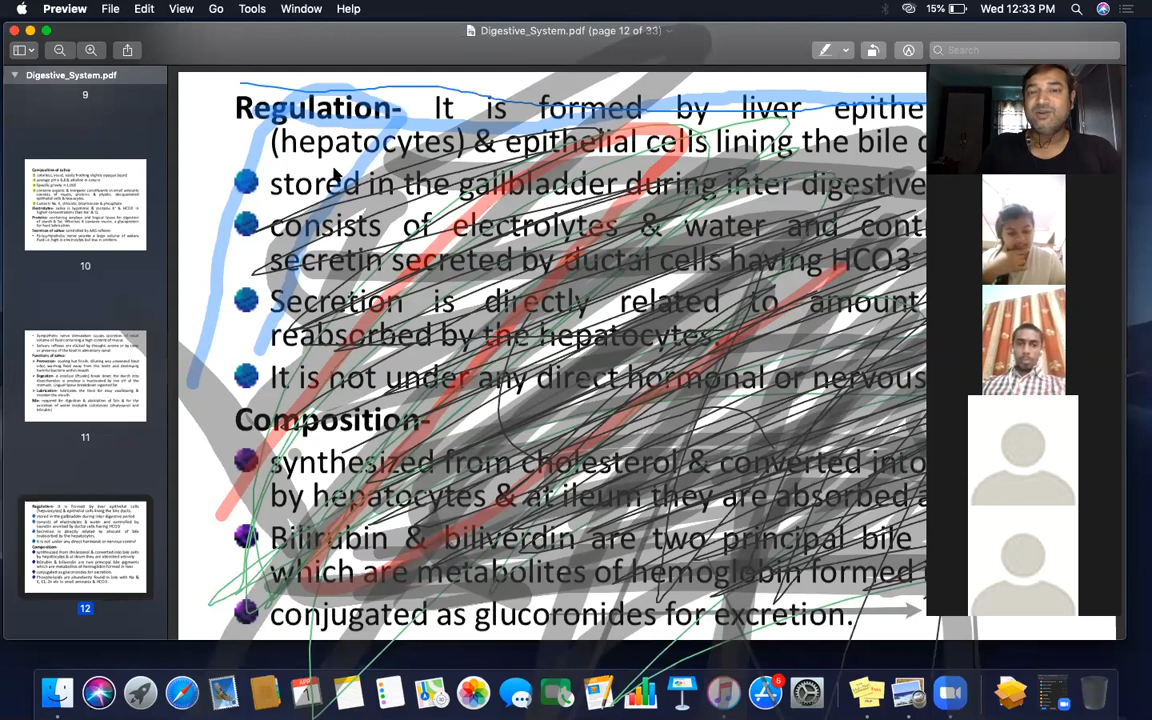 Preview File Edit View Go Tools Window Help
15% Wed 12:33 PM
Digestive_System.pdf (page 12 of 33)
Search
Digestive_System.pdf
9
10
11
12
Regulation- It is formed by liver epithe
(hepatocytes) & epithelial cells lining the bile d
stored in the gallbladder during inter digestive
consists of electrolytes & water and cont
secretin secreted by ductal cells having HCO3
Secretion is directly related to amount
reabsorbed by the hepatocytes.
It is not under any direct hormonal or nervous
Composition-
synthesized from cholesterol & converted into
by hepatocytes & at ileum they are absorbed a
Bilirubin & biliverdin are two principal bile
which are metabolites of hemoglobin formed
conjugated as glucoronides for excretion.